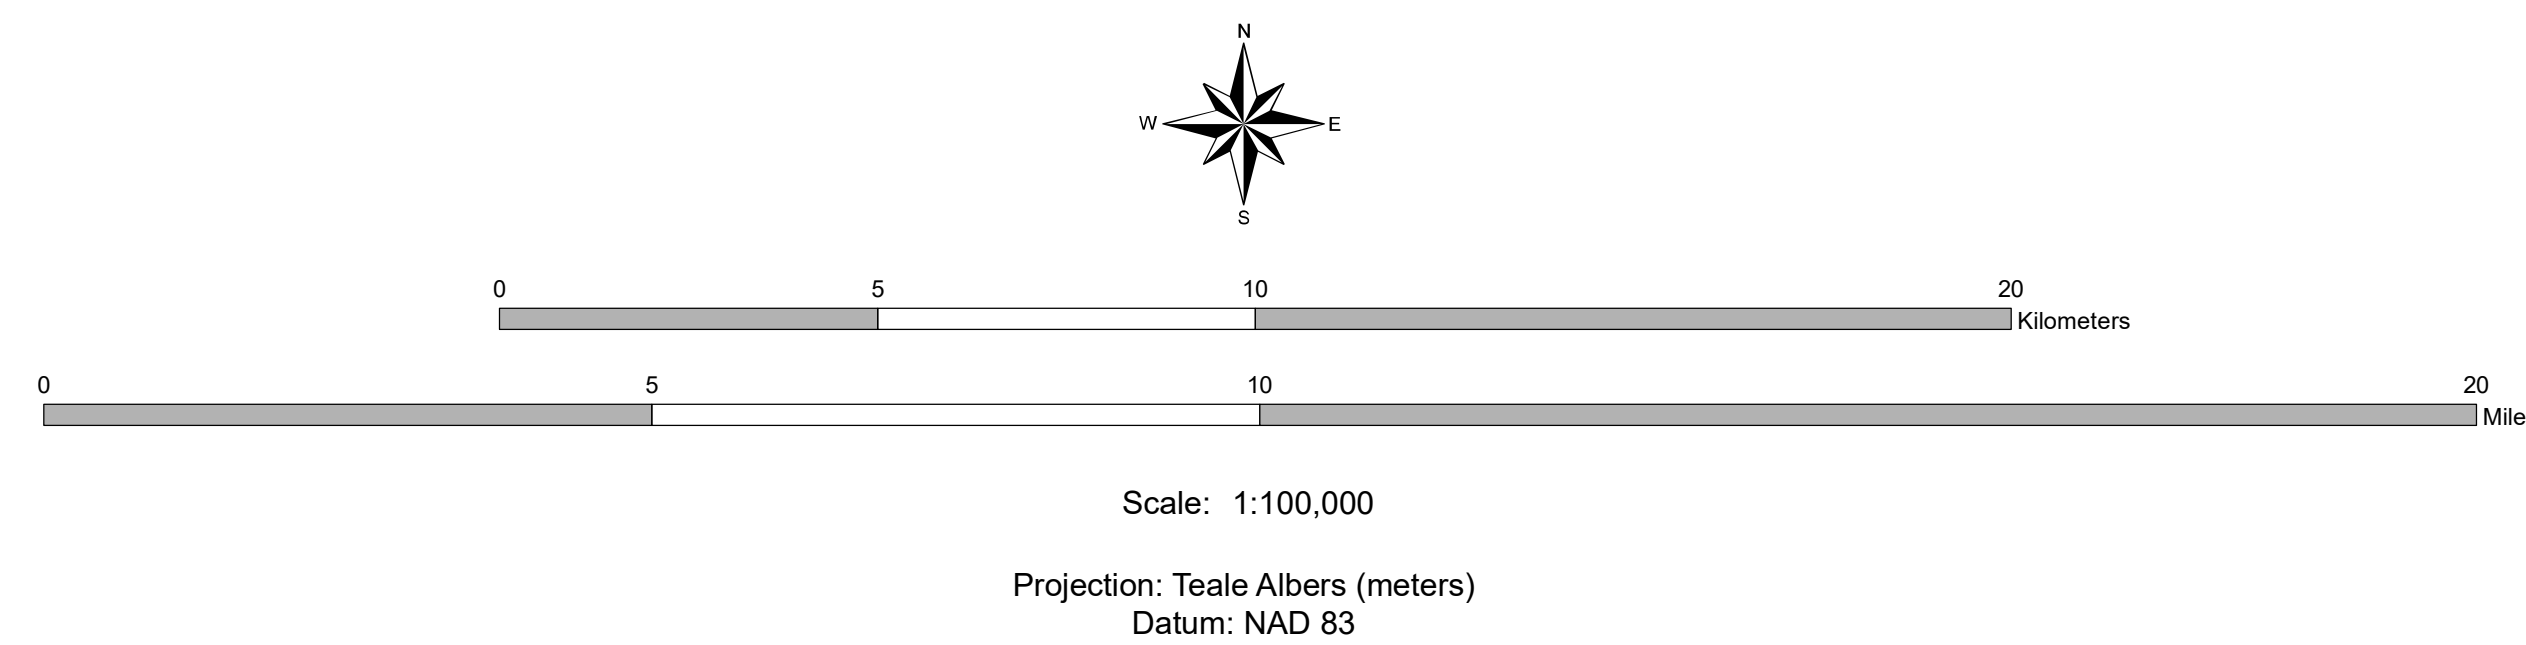 N
W E
S
0 5 10 20
Kilometers
0 5 10 20
Mile
Scale: 1:100,000
Projection: Teale Albers (meters)
Datum: NAD 83